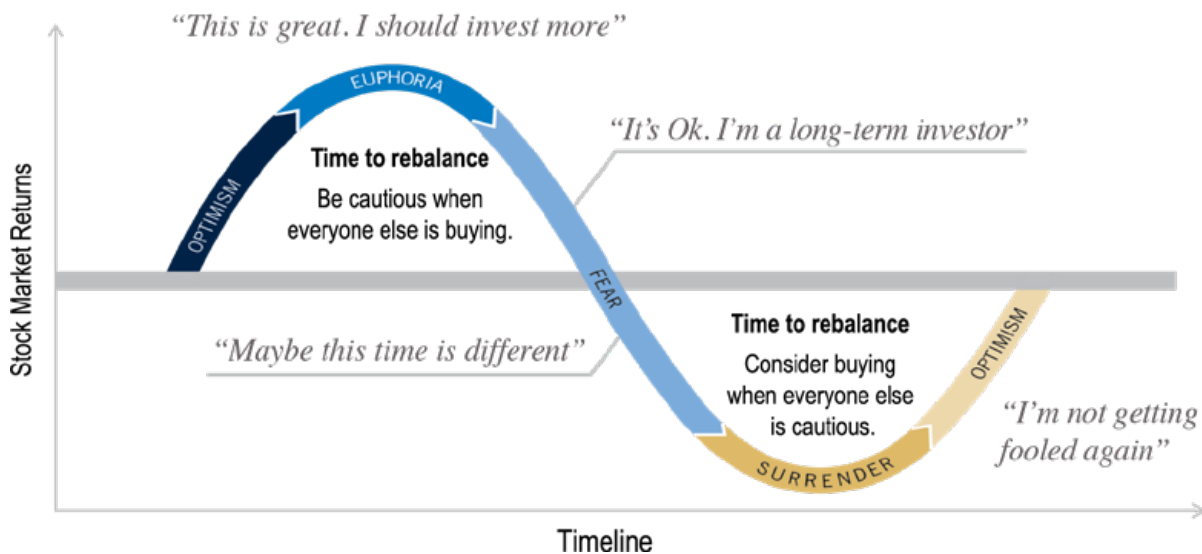 “This is great. I should invest more”
EUPHORIA
OPTIMISM
Time to rebalance
Be cautious when
everyone else is buying.
“It's Ok. I'm a long-term investor”
Stock Market Returns
FEAR
“Maybe this time is different”
Time to rebalance
Consider buying
when everyone else
is cautious.
OPTIMISM
“I’m not getting
fooled again”
SURRENDER
Timeline